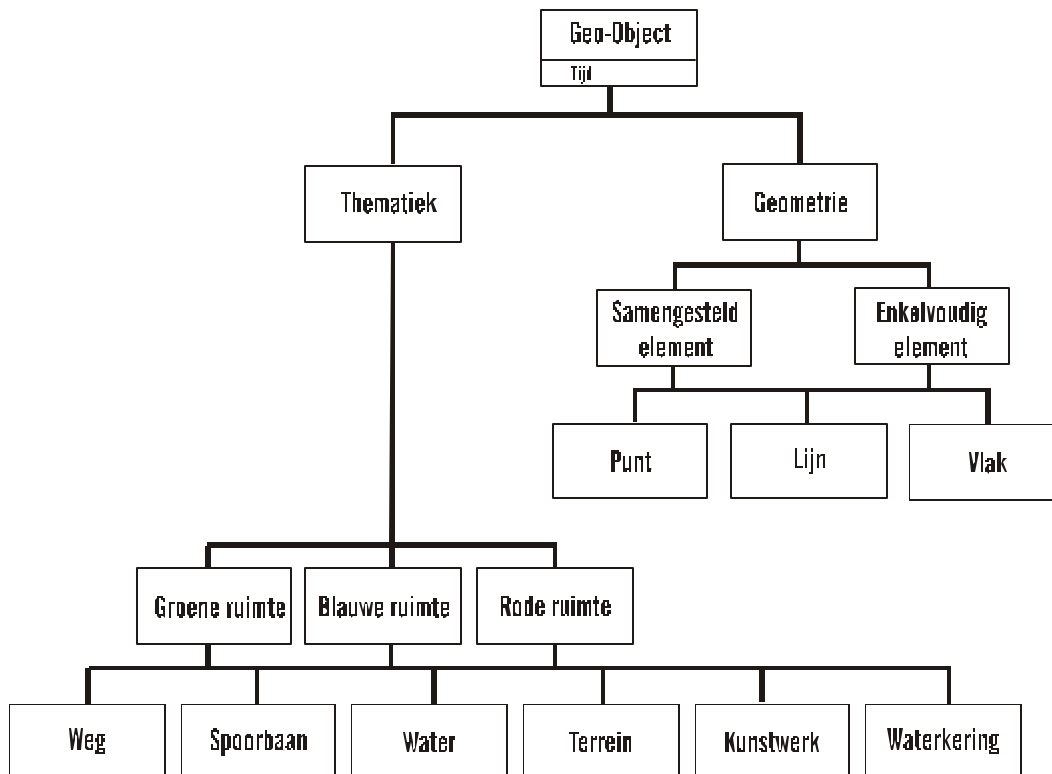 Geo-Object
Tijd
Thematiek
Geometrie
Samengesteld
element
Enkelvoudig
element
Punt
Lijn
Vlak
Groene ruimte
Blauwe ruimte
Rode ruimte
Weg
Spoorbaan
Water
Terrein
Kunstwerk
Waterkering